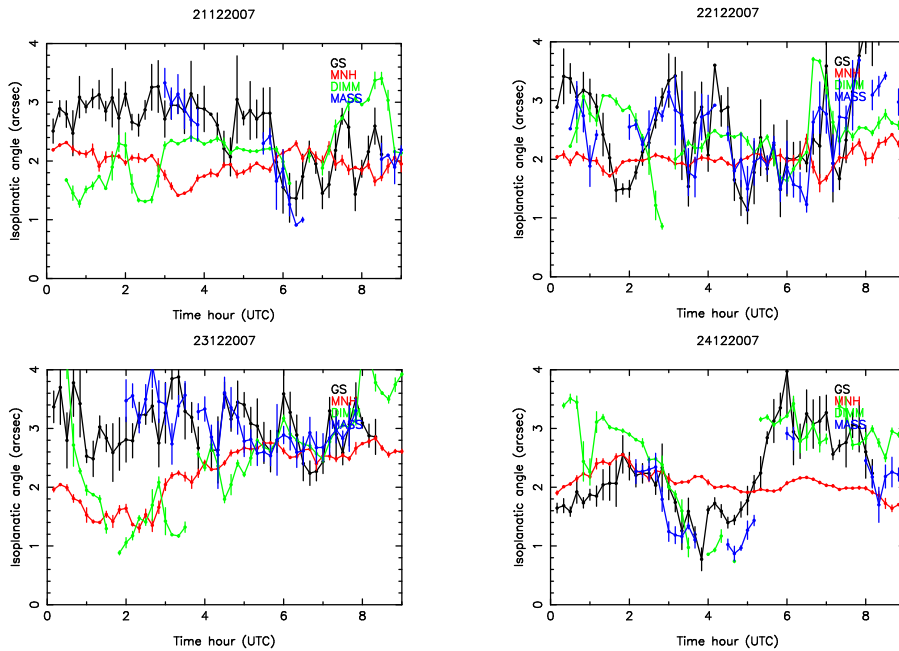 21122007
4
3
2
1
0
Isoplanatic angle (arcsec)
GS
MNH
DIMM
MASS
0 2 4 6 8
Time hour (UTC)
22122007
4
3
2
1
0
Isoplanatic angle (arcsec)
GS
MNH
DIMM
MASS
0 2 4 6 8
Time hour (UTC)
23122007
4
3
2
1
0
Isoplanatic angle (arcsec)
GS
MNH
DIMM
MASS
0 2 4 6 8
Time hour (UTC)
24122007
4
3
2
1
0
Isoplanatic angle (arcsec)
GS
MNH
DIMM
MASS
0 2 4 6 8
Time hour (UTC)